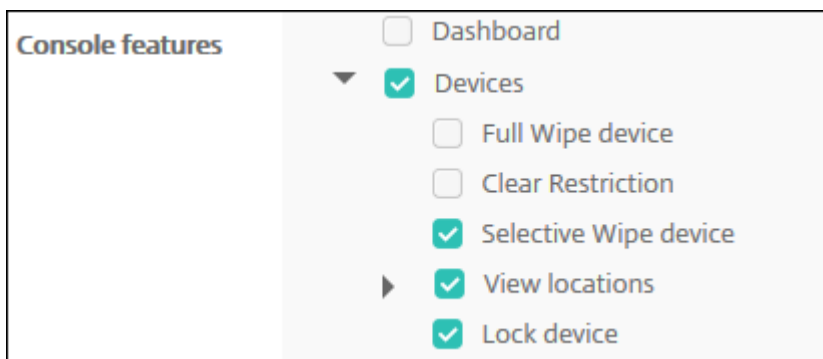 Console features
Dashboard
Devices
Full Wipe device
Clear Restriction
Selective Wipe device
View locations
Lock device